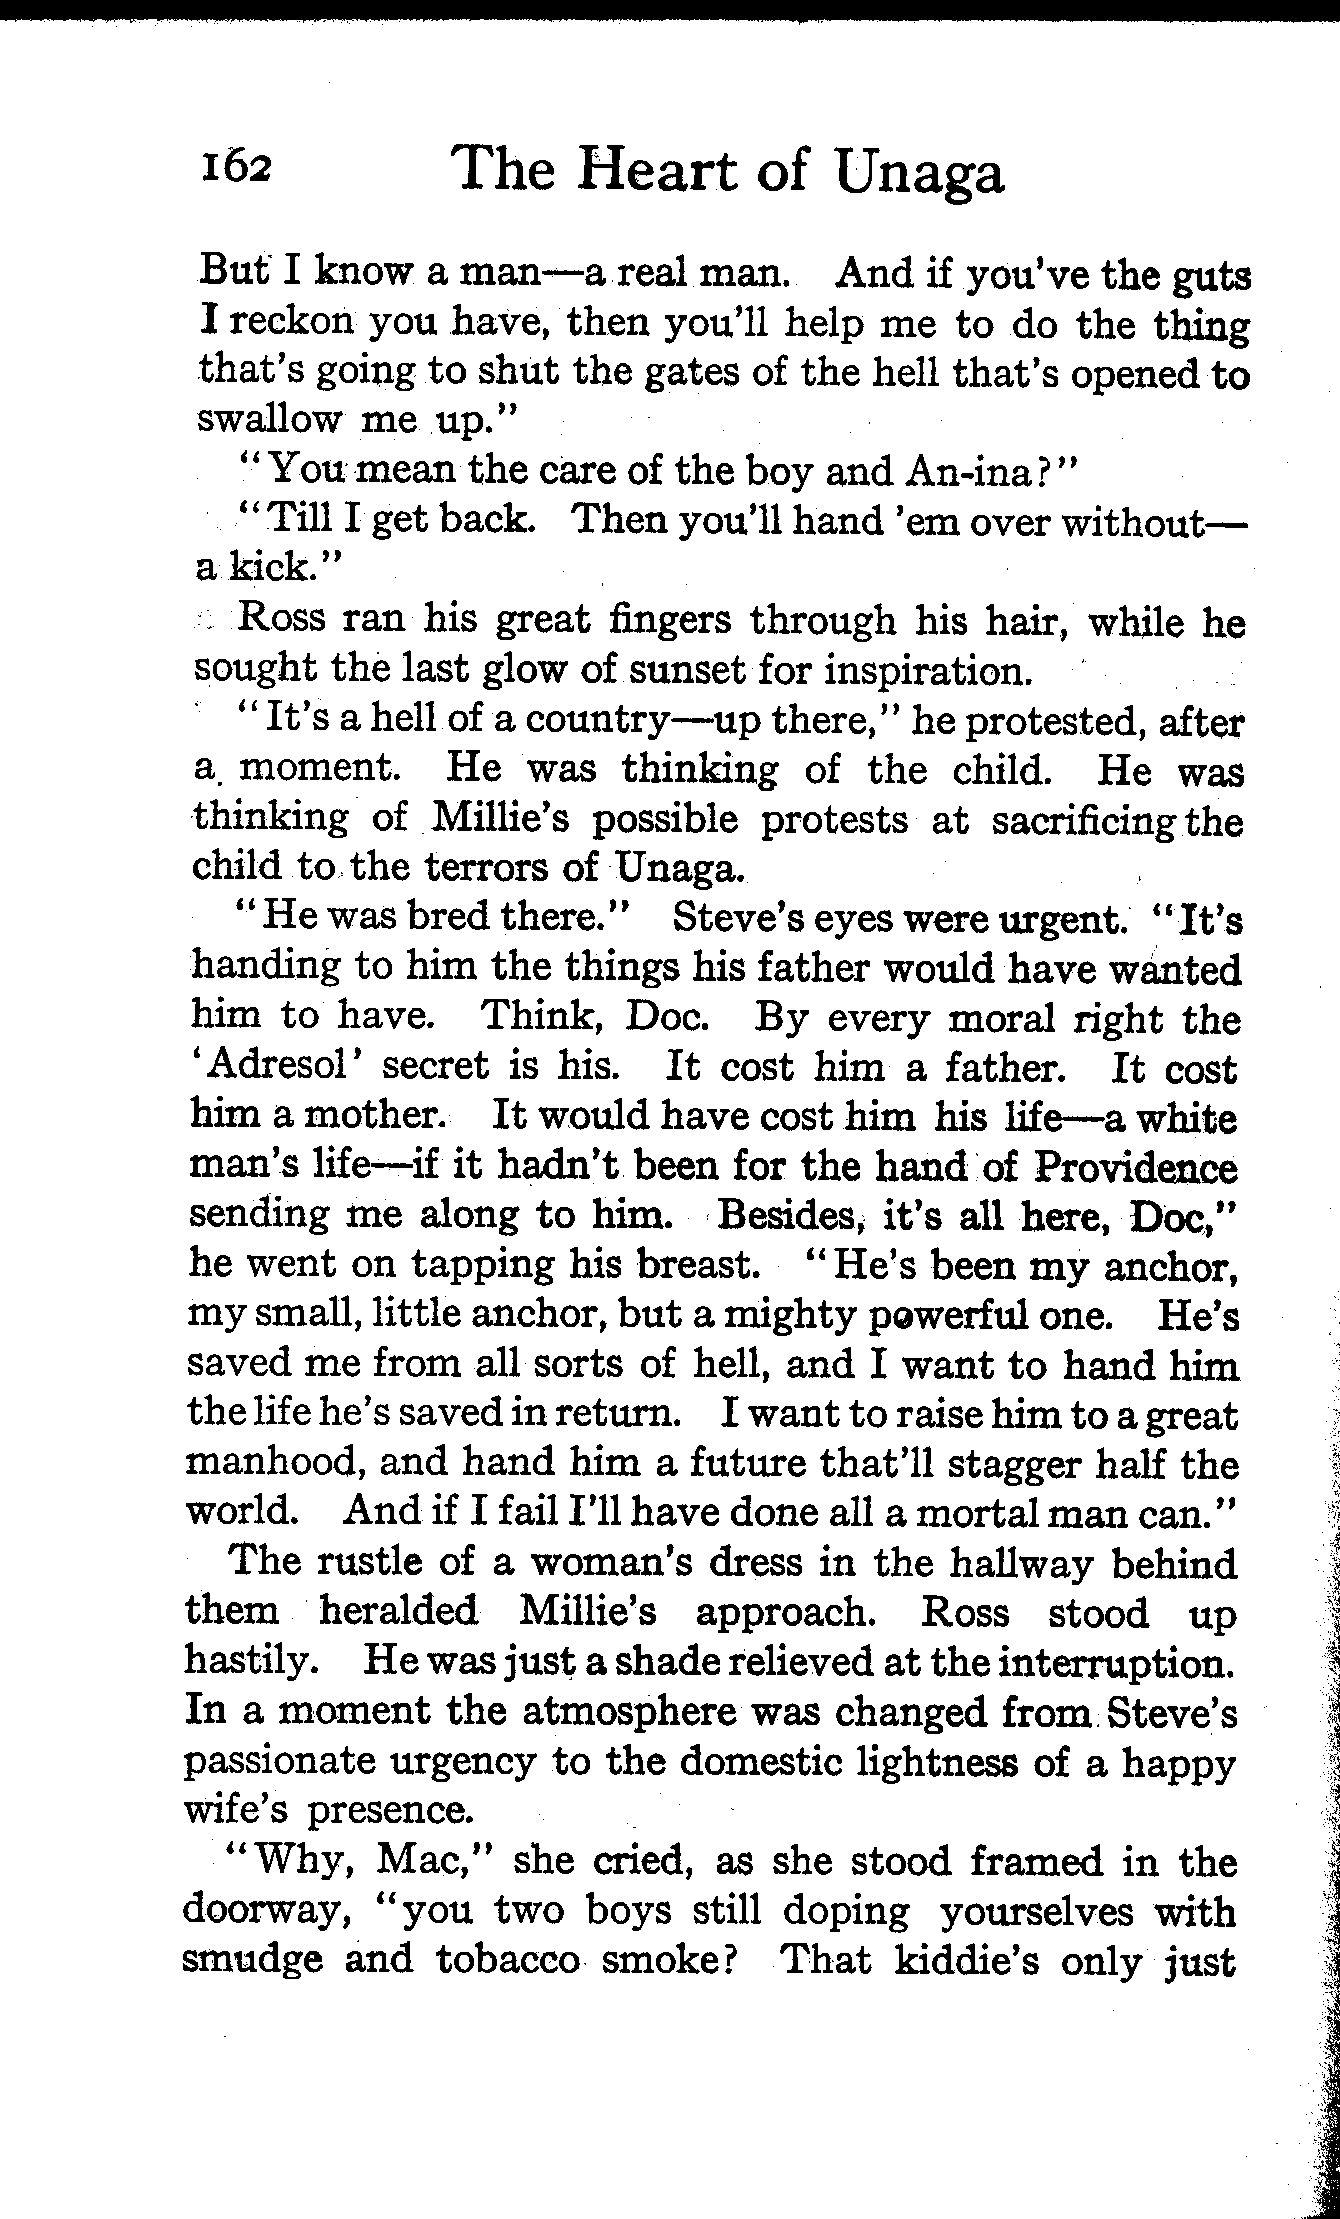 162 The Heart of Unaga
But I know a man—a real man. And if you've the guts
I reckon you have, then you'll help me to do the thing
that's going to shut the gates of the hell that's opened to
swallow me up."
"You mean the care of the boy and An-ina?"
"Till I get back. Then you'll hand 'em over without—
a kick."
Ross ran his great fingers through his hair, while he
sought the last glow of sunset for inspiration.
"It's a hell of a country—up there," he protested, after
a moment. He was thinking of the child. He was
thinking of Millie's possible protests at sacrificing the
child to the terrors of Unaga.
"He was bred there." Steve's eyes were urgent. "It's
handing to him the things his father would have wanted
him to have. Think, Doc. By every moral right the
'Adresol' secret is his. It cost him a father. It cost
him a mother. It would have cost him his life—a white
man's life—if it hadn't been for the hand of Providence
sending me along to him. Besides, it's all here, Doc,"
he went on tapping his breast. "He's been my anchor,
my small, little anchor, but a mighty powerful one. He's
saved me from all sorts of hell, and I want to hand him
the life he's saved in return. I want to raise him to a great
manhood, and hand him a future that'll stagger half the
world. And if I fail I'll have done all a mortal man can."
The rustle of a woman's dress in the hallway behind
them heralded Millie's approach. Ross stood up
hastily. He was just a shade relieved at the interruption.
In a moment the atmosphere was changed from Steve's
passionate urgency to the domestic lightness of a happy
wife's presence.
"Why, Mac," she cried, as she stood framed in the
doorway, "you two boys still doping yourselves with
smudge and tobacco smoke? That kiddie's only just